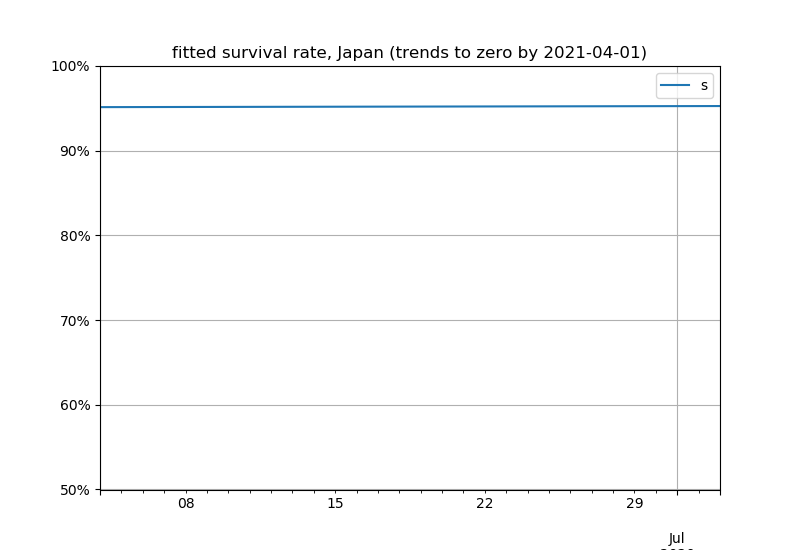 fitted survival rate, Japan (trends to zero by 2021-04-01)
100%
s
90%
80%
70%
60%
50%
08 15 22 29
Jul